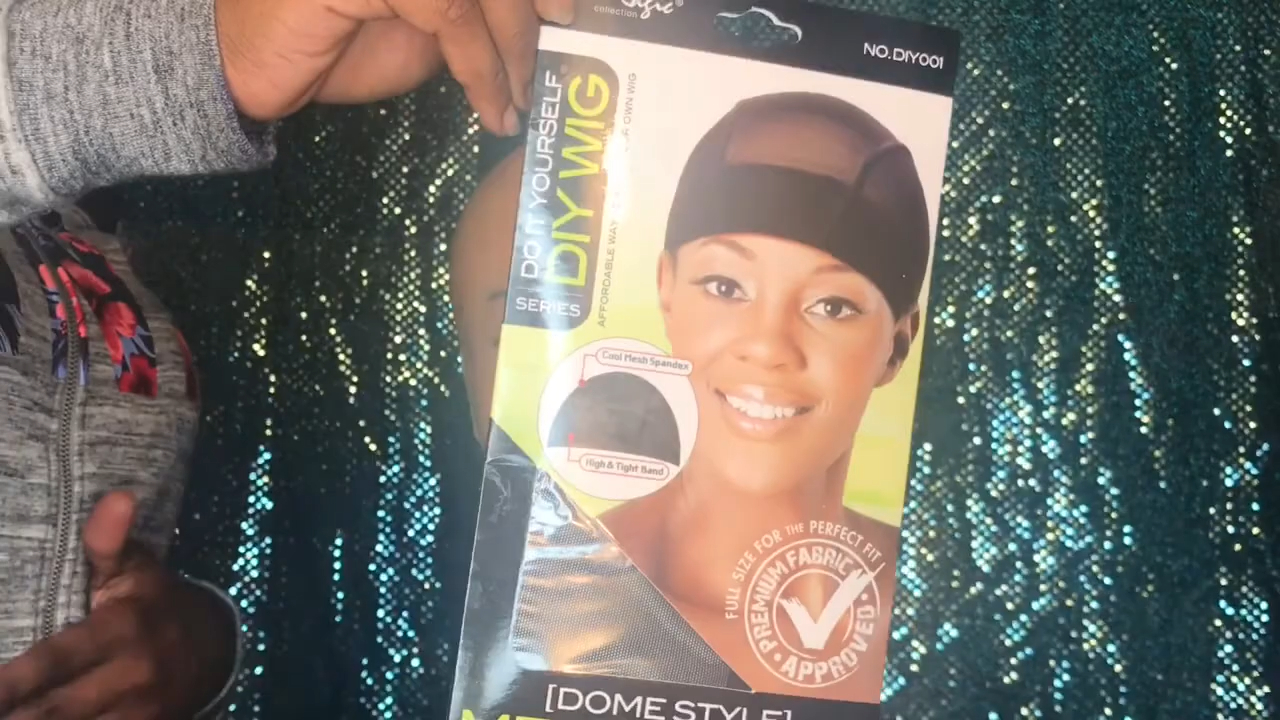 collection
NO.DIY001
DO IT YOURSELF
DIY WIG
SERIES
AFFORDABLE WAY
OWN WIG
Cool Mesh Spandex
High & Tight Band
FULL SIZE FOR THE PERFECT FIT
PREMIUM FABRIC
APPROVED
[DOME STYLE]